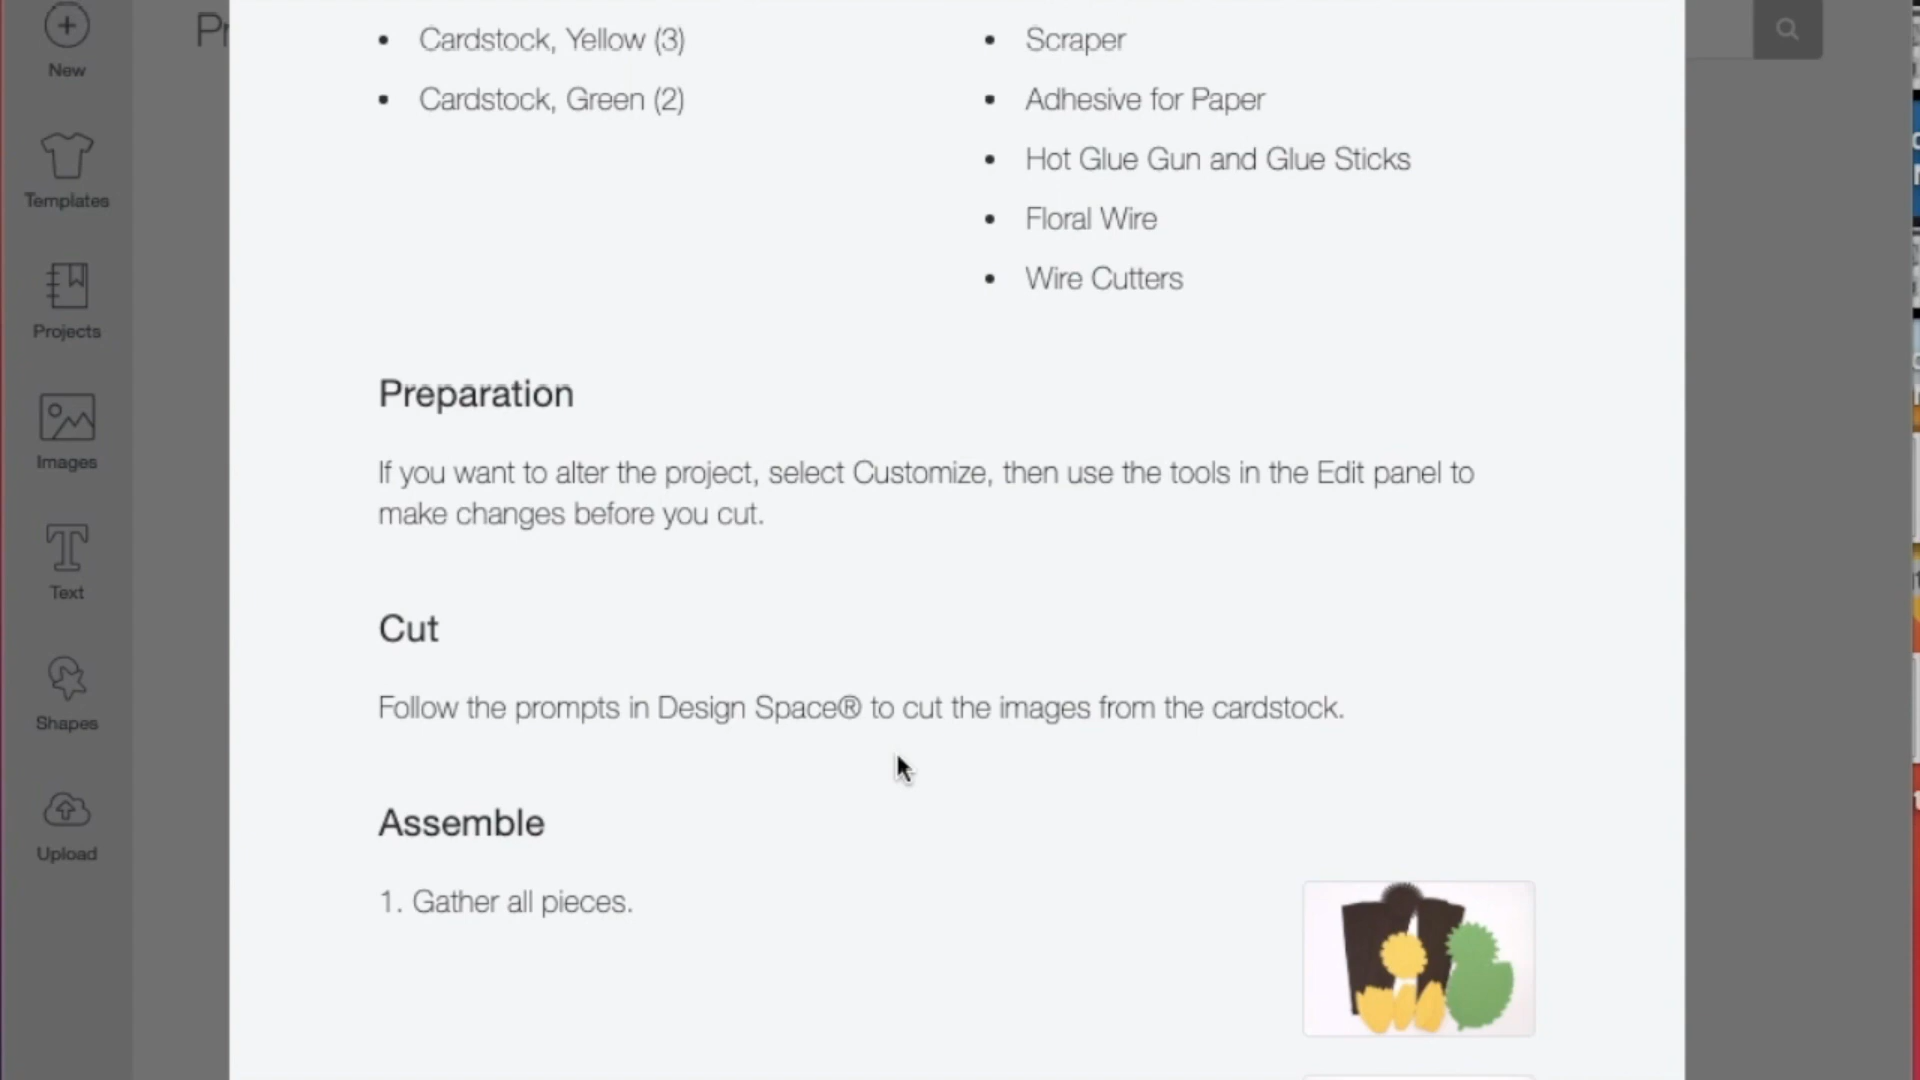 Pr
New
Templates
Projects
Images
Text
Shapes
Upload
• Cardstock, Yellow (3)
• Cardstock, Green (2)
• Scraper
• Adhesive for Paper
• Hot Glue Gun and Glue Sticks
• Floral Wire
• Wire Cutters
Preparation
If you want to alter the project, select Customize, then use the tools in the Edit panel to
make changes before you cut.
Cut
Follow the prompts in Design Space® to cut the images from the cardstock.
Assemble
1. Gather all pieces.